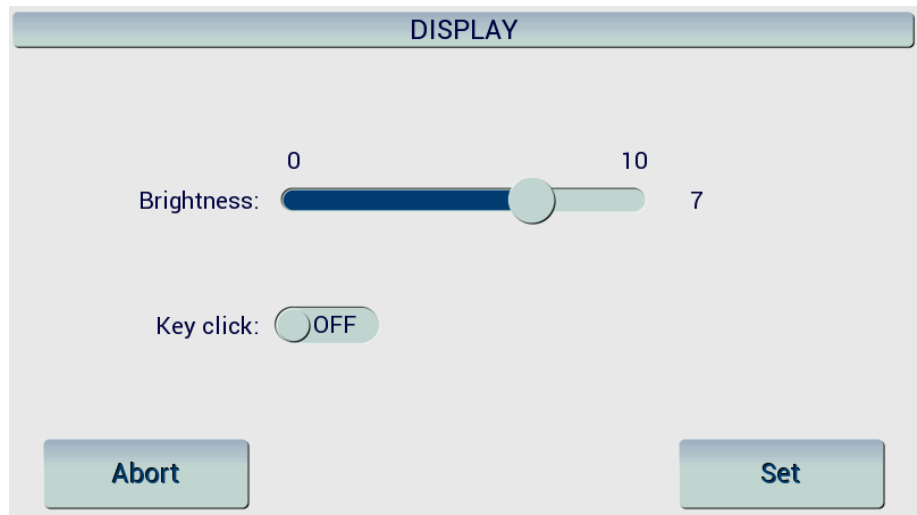 DISPLAY
0 10
Brightness: 7
Key click: OFF
Abort Set